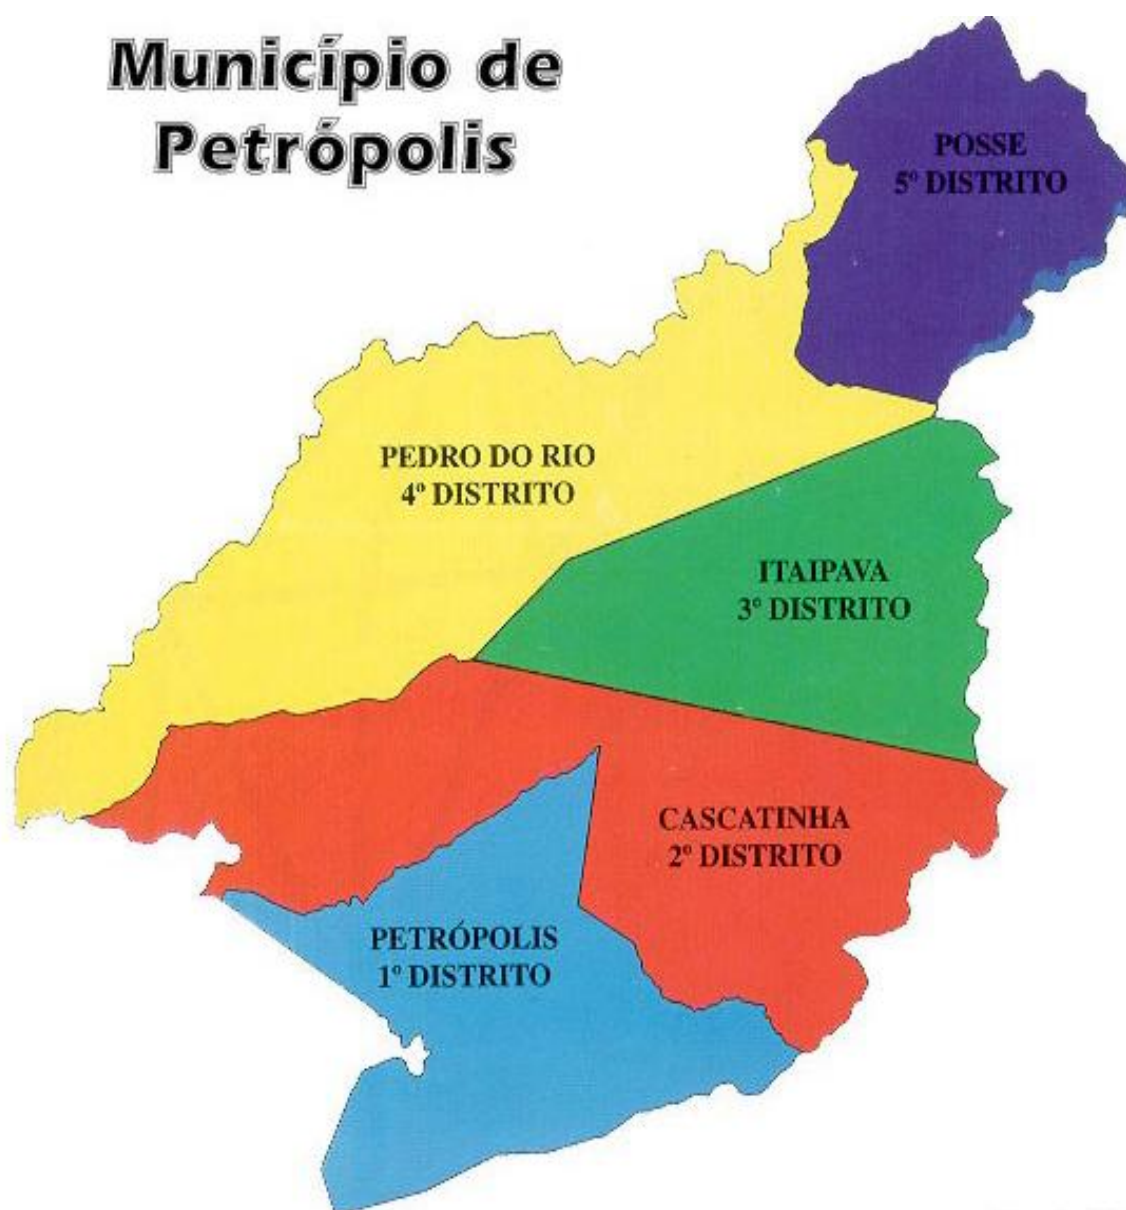 Município de
Petrópolis
POSSE
5º DISTRITO
PEDRO DO RIO
4º DISTRITO
ITAIPAVA
3º DISTRITO
CASCATINHA
2º DISTRITO
PETRÓPOLIS
1º DISTRITO